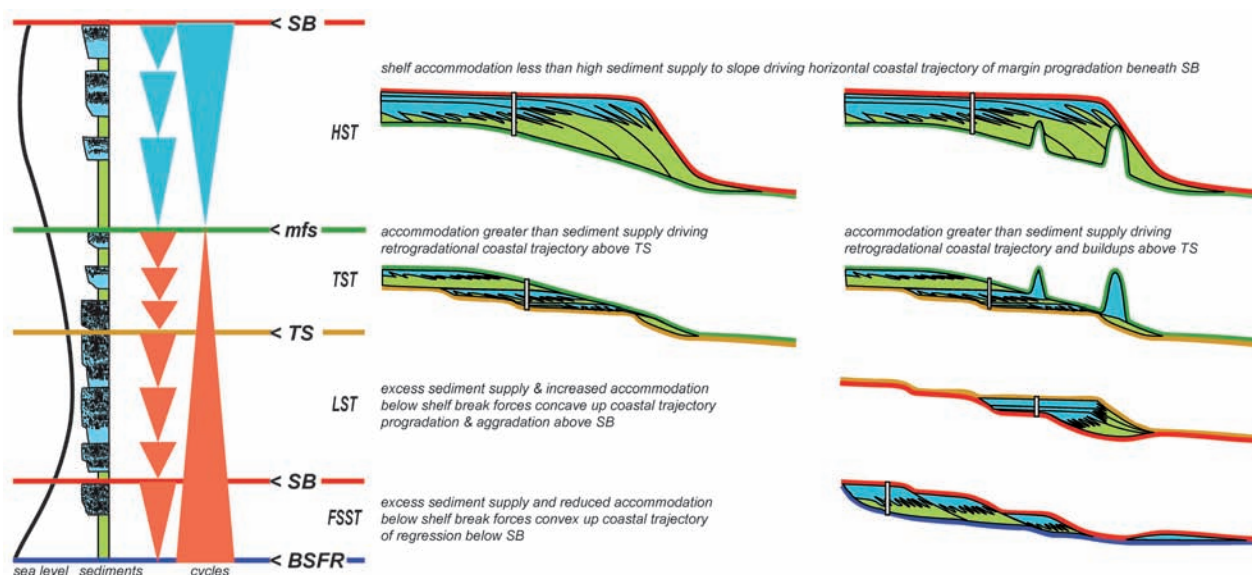 < SB
shelf accommodation less than high sediment supply to slope driving horizontal coastal trajectory of margin progradation beneath SB
HST
< mfs
accommodation greater than sediment supply driving
retrogradational coastal trajectory above TS
accommodation greater than sediment supply driving
retrogradational coastal trajectory and buildups above TS
TST
< TS
LST
excess sediment supply & increased accommodation
below shelf break forces concave up coastal trajectory
progradation & aggradation above SB
< SB
FSST
excess sediment supply and reduced accommodation
below shelf break forces convex up coastal trajectory
of regression below SB
< BSFR
sea level sediments cycles